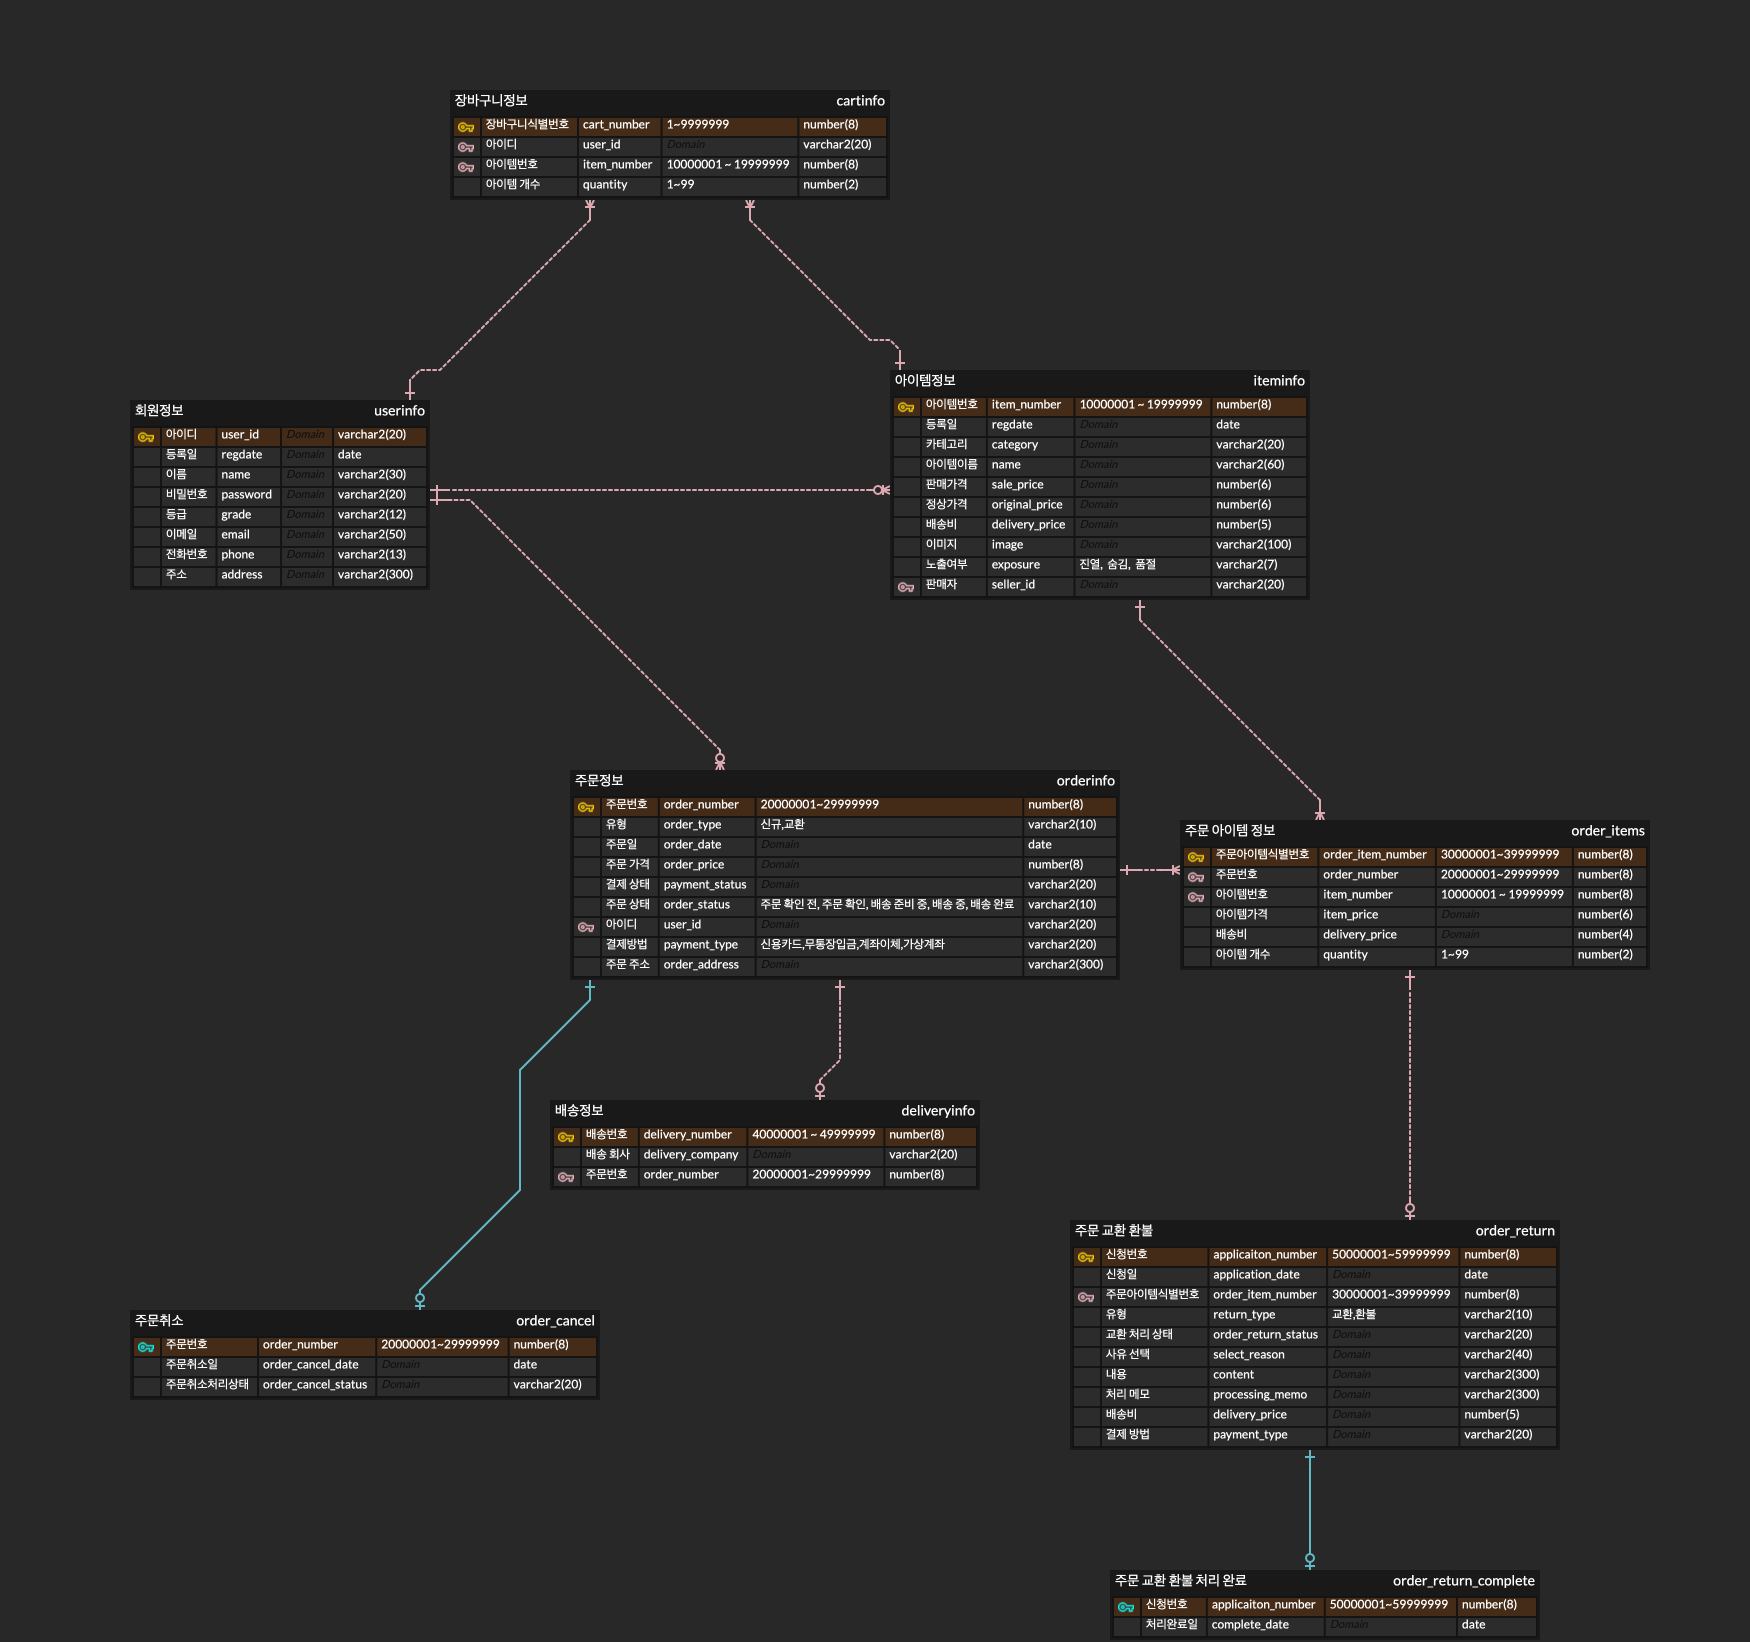 장바구니정보 cartinfo
장바구니식별번호 cart_number 1~9999999 number(8)
아이디 user_id Domain varchar2(20)
아이템번호 item_number 10000001 ~ 19999999 number(8)
아이템 개수 quantity 1~99 number(2)
회원정보 userinfo
아이디 user_id Domain varchar2(20)
등록일 regdate Domain date
이름 name Domain varchar2(30)
비밀번호 password Domain varchar2(20)
등급 grade Domain varchar2(12)
이메일 email Domain varchar2(50)
전화번호 phone Domain varchar2(13)
주소 address Domain varchar2(300)
아이템정보 iteminfo
아이템번호 item_number 10000001 ~ 19999999 number(8)
등록일 regdate Domain date
카테고리 category Domain varchar2(20)
아이템이름 name Domain varchar2(60)
판매가격 sale_price Domain number(6)
정상가격 original_price Domain number(6)
배송비 delivery_price Domain number(5)
이미지 image Domain varchar2(100)
노출여부 exposure 진열, 숨김, 품절 varchar2(7)
판매자 seller_id Domain varchar2(20)
주문정보 orderinfo
주문번호 order_number 20000001~29999999 number(8)
유형 order_type 신규,교환 varchar2(10)
주문일 order_date Domain date
주문 가격 order_price Domain number(8)
결제 상태 payment_status Domain varchar2(20)
주문 상태 order_status 주문 확인 전, 주문 확인, 배송 준비 중, 배송 중, 배송 완료 varchar2(10)
아이디 user_id Domain varchar2(20)
결제방법 payment_type 신용카드,무통장입금,계좌이체,가상계좌 varchar2(20)
주문 주소 order_address Domain varchar2(300)
주문 아이템 정보 order_items
주문아이템식별번호 order_item_number 30000001~39999999 number(8)
주문번호 order_number 20000001~29999999 number(8)
아이템번호 item_number 10000001 ~ 19999999 number(8)
아이템가격 item_price Domain number(6)
배송비 delivery_price Domain number(4)
아이템 개수 quantity 1~99 number(2)
배송정보 deliveryinfo
배송번호 delivery_number 40000001 ~ 49999999 number(8)
배송 회사 delivery_company Domain varchar2(20)
주문번호 order_number 20000001~29999999 number(8)
주문취소 order_cancel
주문번호 order_number 20000001~29999999 number(8)
주문취소일 order_cancel_date Domain date
주문취소처리상태 order_cancel_status Domain varchar2(20)
주문 교환 환불 order_return
신청번호 applicaiton_number 50000001~59999999 number(8)
신청일 application_date Domain date
주문아이템식별번호 order_item_number 30000001~39999999 number(8)
유형 return_type 교환,환불 varchar2(10)
교환 처리 상태 order_return_status Domain varchar2(20)
사유 선택 select_reason Domain varchar2(40)
내용 content Domain varchar2(300)
처리 메모 processing_memo Domain varchar2(300)
배송비 delivery_price Domain number(5)
결제 방법 payment_type Domain varchar2(20)
주문 교환 환불 처리 완료 order_return_complete
신청번호 applicaiton_number 50000001~59999999 number(8)
처리완료일 complete_date Domain date